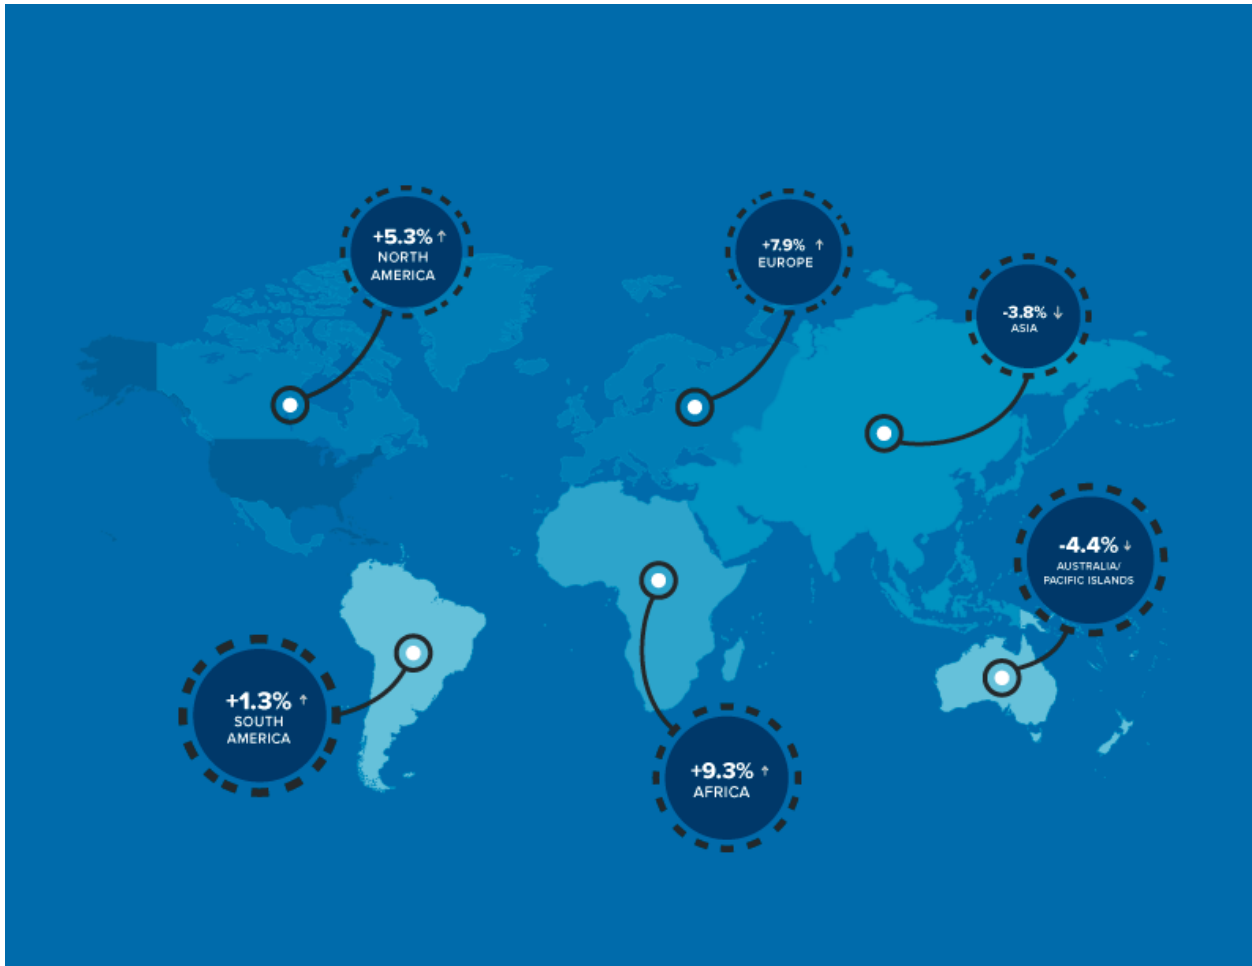 +5.3% ↑
NORTH
AMERICA
+7.9% ↑
EUROPE
-3.8% ↓
ASIA
-4.4% ↓
AUSTRALIA/
PACIFIC ISLANDS
+1.3% ↑
SOUTH
AMERICA
+9.3% ↑
AFRICA